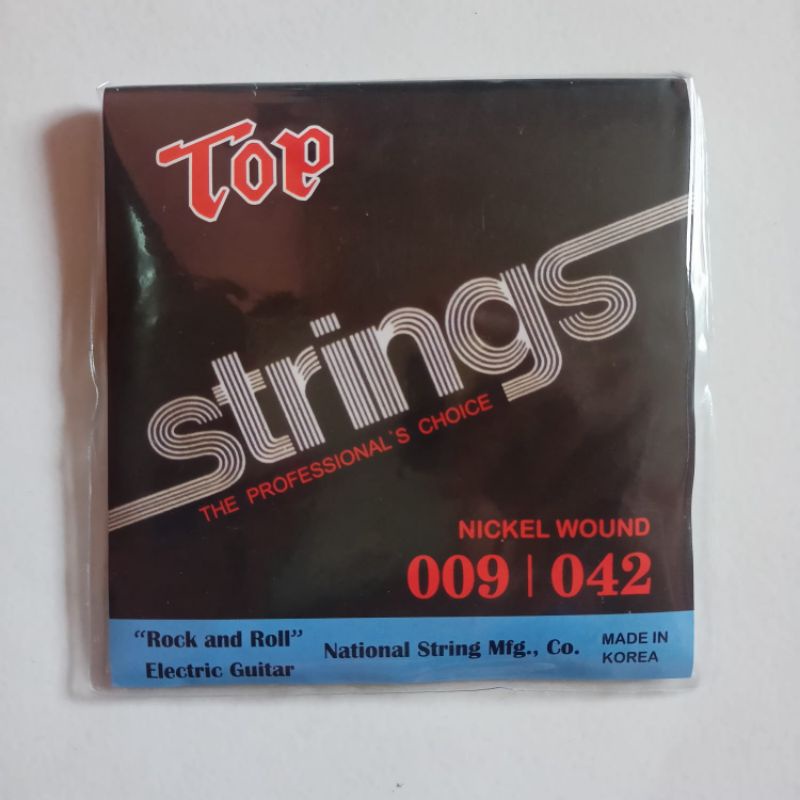 Top
strings
THE PROFESSIONAL`S CHOICE
NICKEL WOUND
009 | 042
“Rock and Roll”
Electric Guitar
National String Mfg., Co.
MADE IN
KOREA